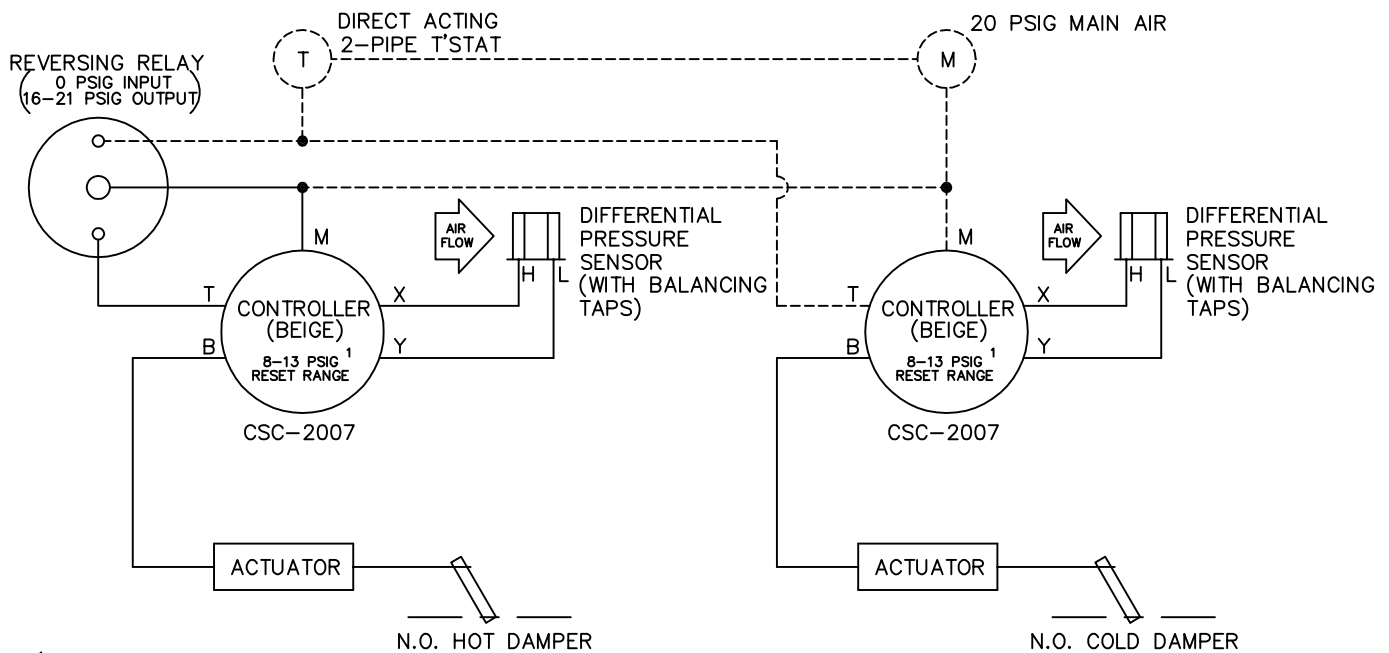 DIRECT ACTING
2-PIPE T'STAT
T
20 PSIG MAIN AIR
M
REVERSING RELAY
(0 PSIG INPUT
16-21 PSIG OUTPUT)
M
AIR
FLOW
H
L
DIFFERENTIAL
PRESSURE
SENSOR
(WITH BALANCING
TAPS)
T
B
X
Y
CONTROLLER
(BEIGE)
8-13 PSIG 1
RESET RANGE
CSC-2007
ACTUATOR
N.O. HOT DAMPER
M
AIR
FLOW
H
L
DIFFERENTIAL
PRESSURE
SENSOR
(WITH BALANCING
TAPS)
T
B
X
Y
CONTROLLER
(BEIGE)
8-13 PSIG 1
RESET RANGE
CSC-2007
ACTUATOR
N.O. COLD DAMPER